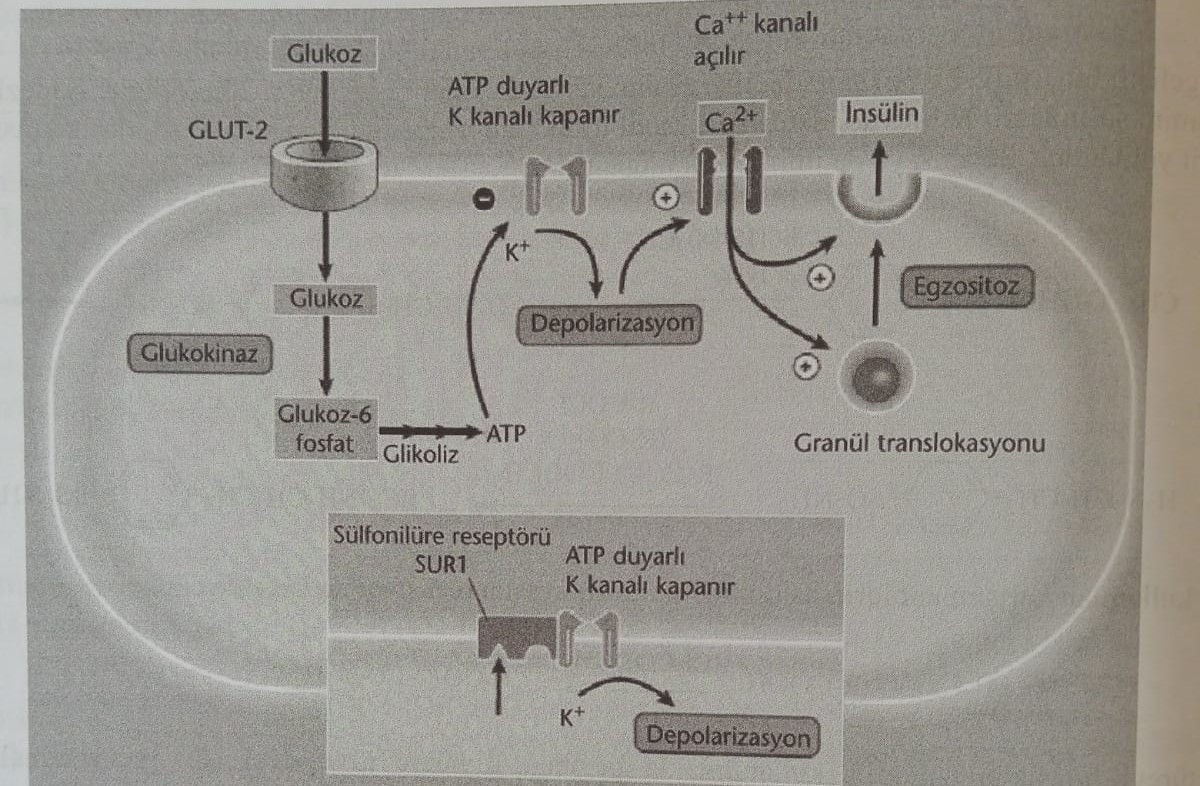 Glukoz
GLUT-2
ATP duyarlı
K kanalı kapanır
Ca++ kanalı
açılır
Ca2+
İnsülin
K+
Glukoz
Glukokinaz
Depolarizasyon
Egzositoz
Glukoz-6
fosfat
Glikoliz
ATP
Granül translokasyonu
Sülfonilüre reseptörü
SUR1
ATP duyarlı
K kanalı kapanır
K+
Depolarizasyon